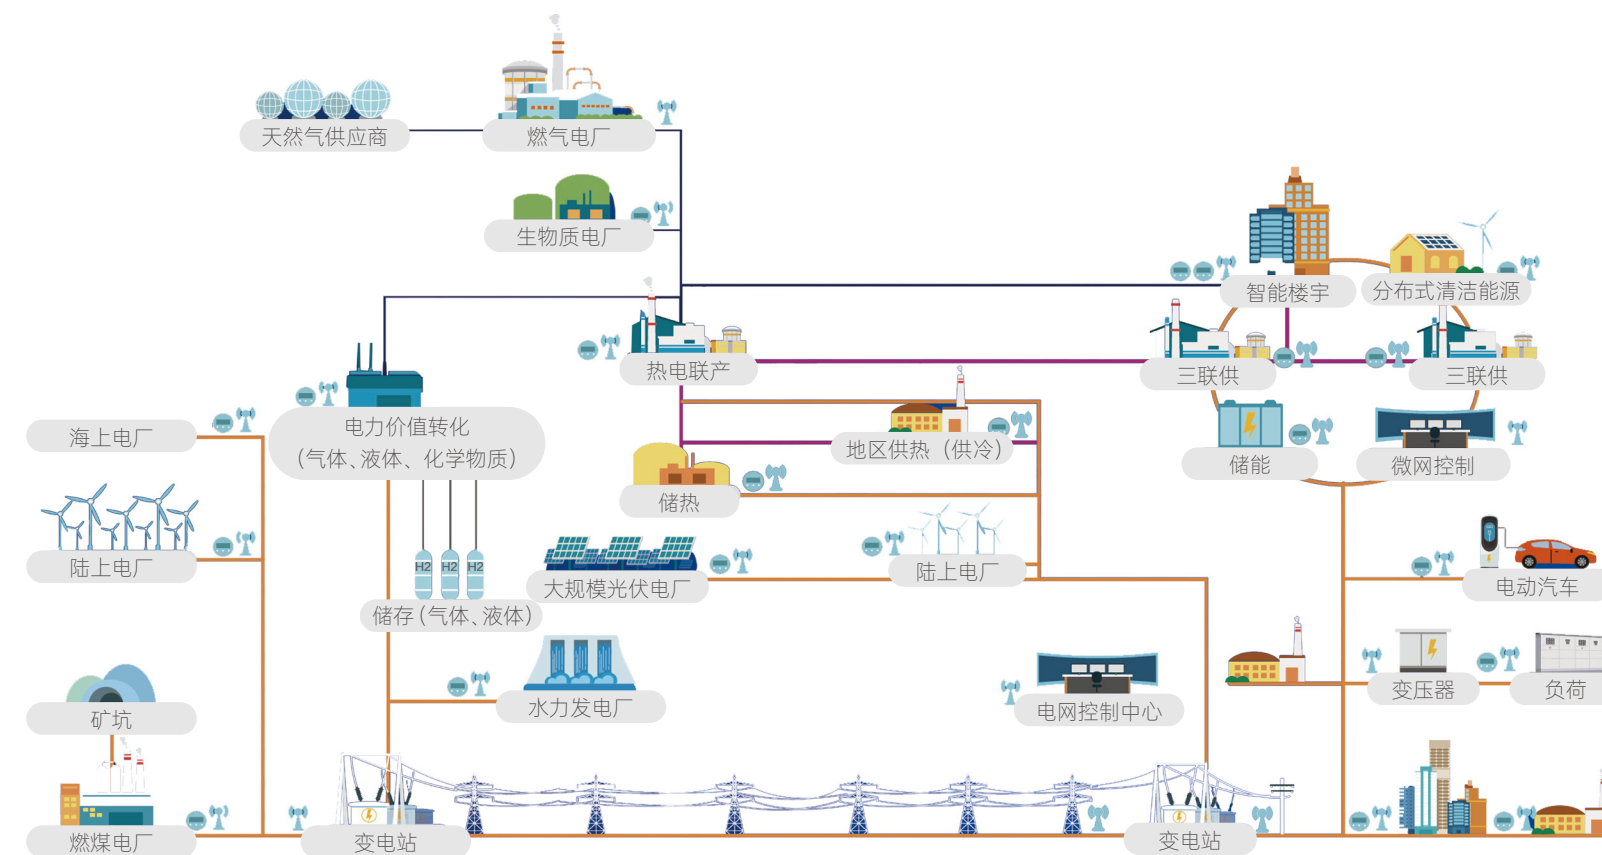 天然气供应商
燃气电厂
生物质电厂
智能楼宇
分布式清洁能源
热电联产
三联供
三联供
海上电厂
电力价值转化
（气体、液体、化学物质）
地区供热（供冷）
储能
微网控制
储热
陆上电厂
H2
H2
H2
大规模光伏电厂
陆上电厂
电动汽车
储存（气体、液体）
矿坑
水力发电厂
电网控制中心
变压器
负荷
燃煤电厂
变电站
变电站